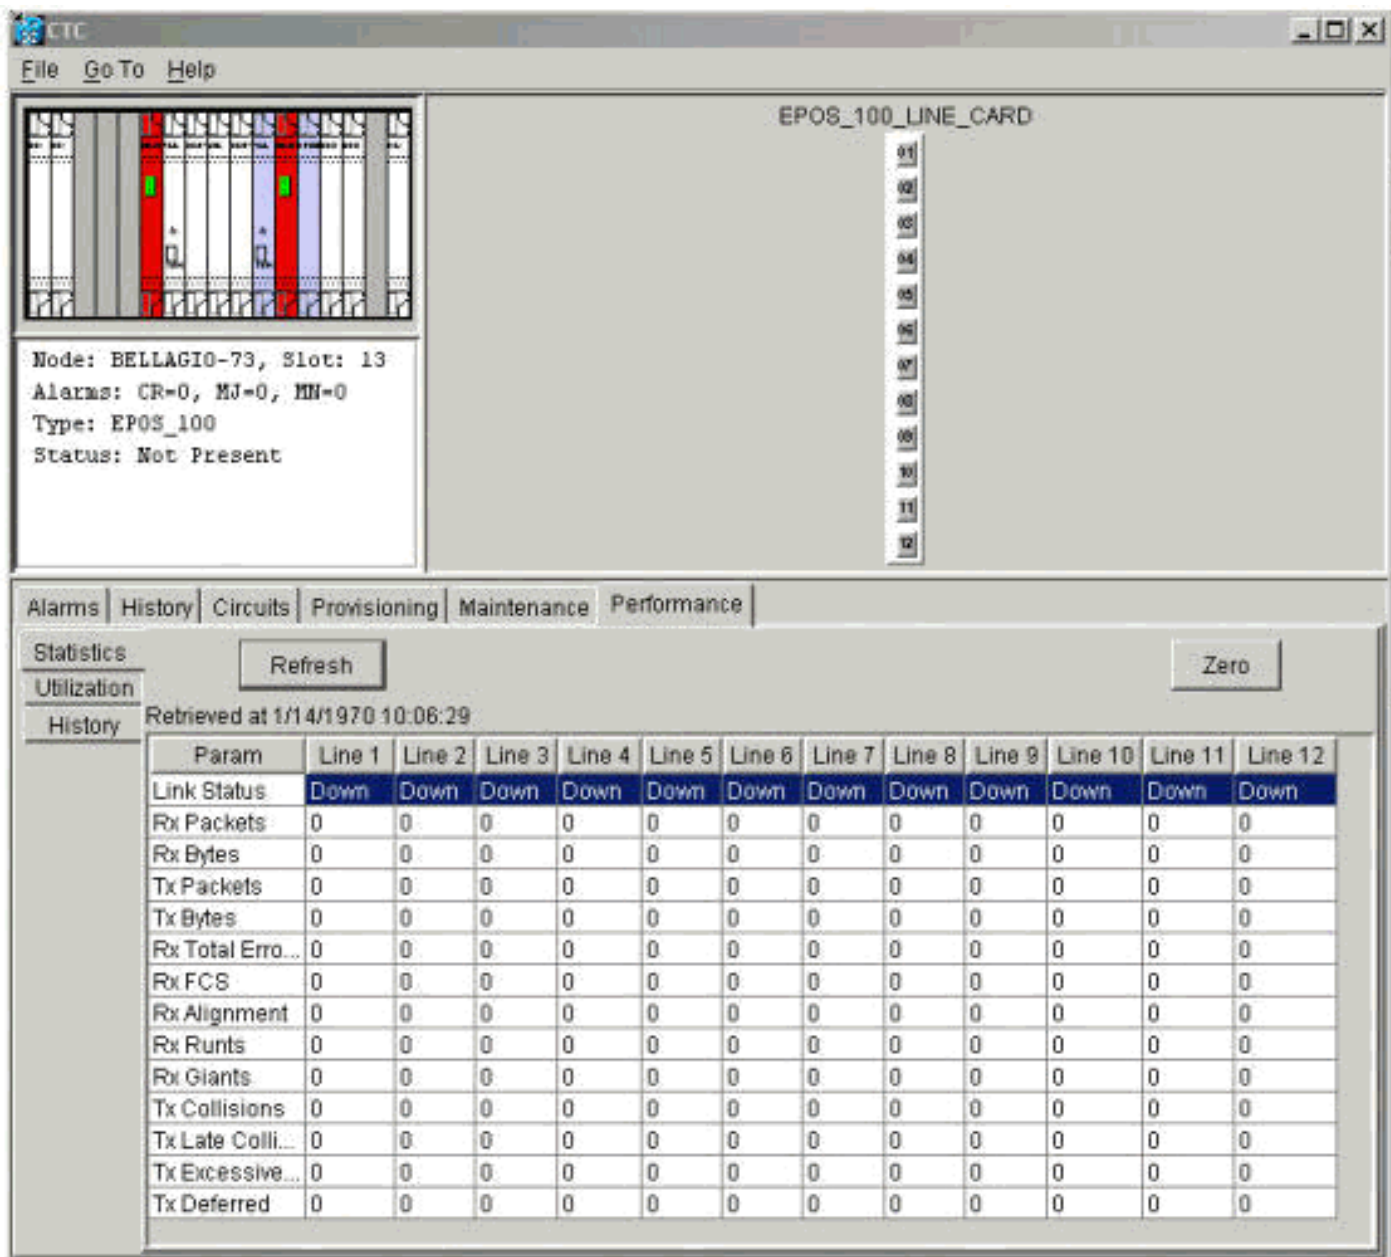 CTC
File Go To Help
EPOS_100_LINE_CARD
01
02
03
04
05
06
07
08
09
10
11
12
Node: BELLAGIO-73, Slot: 13
Alarms: CR=0, MJ=0, MN=0
Type: EPOS_100
Status: Not Present
Alarms History Circuits Provisioning Maintenance Performance
Statistics
Utilization
History
Refresh Zero
Retrieved at 1/14/1970 10:06:29
Param Line 1 Line 2 Line 3 Line 4 Line 5 Line 6 Line 7 Line 8 Line 9 Line 10 Line 11 Line 12
Link Status Down Down Down Down Down Down Down Down Down Down Down Down
Rx Packets 0 0 0 0 0 0 0 0 0 0 0 0
Rx Bytes 0 0 0 0 0 0 0 0 0 0 0 0
Tx Packets 0 0 0 0 0 0 0 0 0 0 0 0
Tx Bytes 0 0 0 0 0 0 0 0 0 0 0 0
Rx Total Erro... 0 0 0 0 0 0 0 0 0 0 0 0
Rx FCS 0 0 0 0 0 0 0 0 0 0 0 0
Rx Alignment 0 0 0 0 0 0 0 0 0 0 0 0
Rx Runts 0 0 0 0 0 0 0 0 0 0 0 0
Rx Giants 0 0 0 0 0 0 0 0 0 0 0 0
Tx Collisions 0 0 0 0 0 0 0 0 0 0 0 0
Tx Late Colli... 0 0 0 0 0 0 0 0 0 0 0 0
Tx Excessive... 0 0 0 0 0 0 0 0 0 0 0 0
Tx Deferred 0 0 0 0 0 0 0 0 0 0 0 0